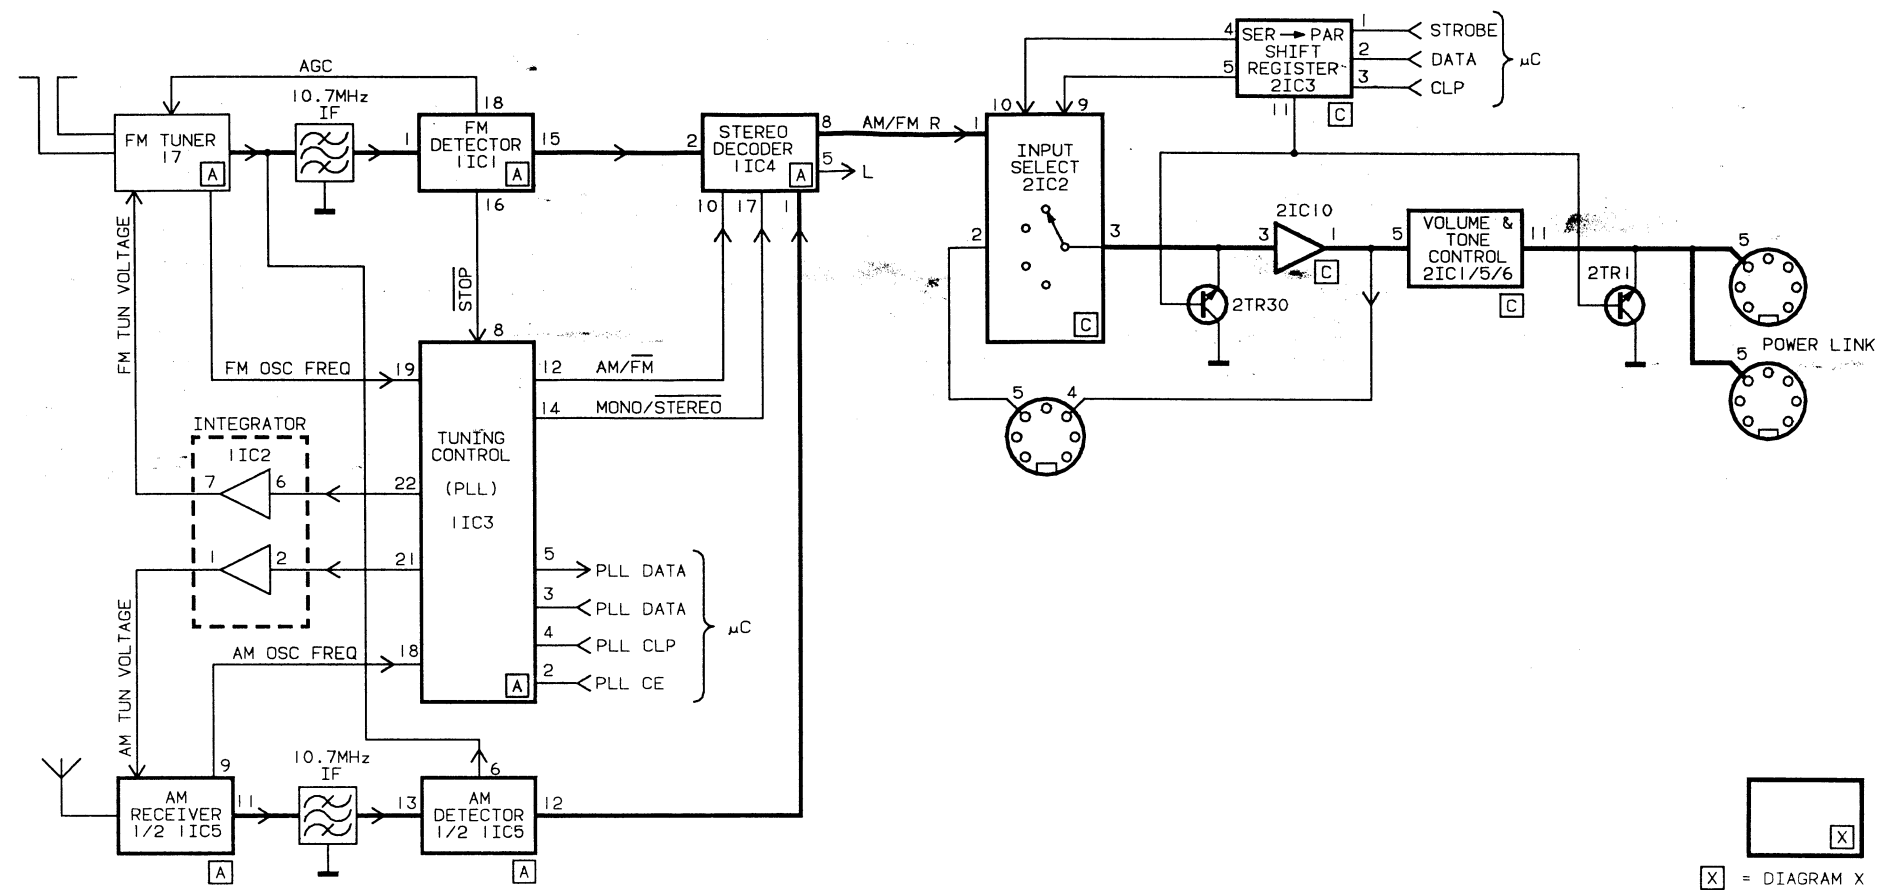 AGC
18
10.7MHz
IF
FM TUNER
17
A
1
FM
DETECTOR
1IC1
A
15
16
2
STEREO
DECODER
1IC4
A
8
AM/FM R
5
L
10
17
1
1
10
9
INPUT
SELECT
2IC2
C
2
3
4
5
SER → PAR
SHIFT
REGISTER
2IC3
11
C
1
STROBE
2
DATA
3
CLP
μC
2TR30
3
2IC10
1
C
5
VOLUME &
TONE
CONTROL
2IC1/5/6
11
C
2TR1
5
POWER LINK
5
5
4
FM TUN VOLTAGE
STOP
8
FM OSC FREQ
19
12
AM/FM
14
MONO/STEREO
INTEGRATOR
1IC2
7
6
22
TUNING
CONTROL
(PLL)
1IC3
1
2
21
5
PLL DATA
3
PLL DATA
4
PLL CLP
2
PLL CE
μC
AM OSC FREQ
18
A
AM TUN VOLTAGE
9
AM
RECEIVER
1/2 1IC5
A
11
10.7MHz
IF
13
6
AM
DETECTOR
1/2 1IC5
A
12
X
X = DIAGRAM X